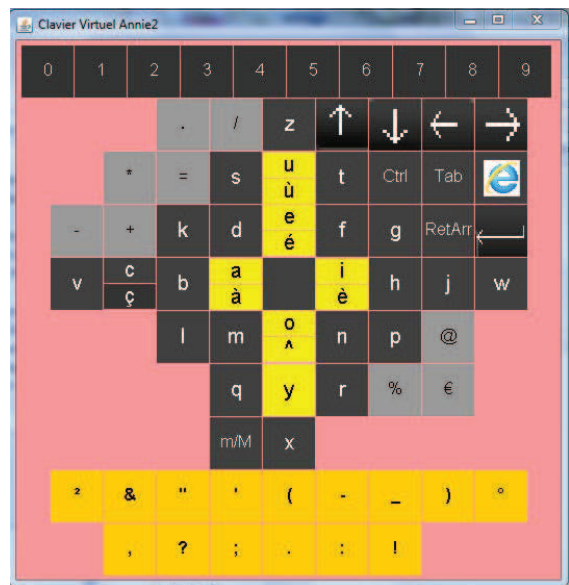 Clavier Virtuel Annie2
0 1 2 3 4 5 6 7 8 9
. / z ↑ ↓ ← →
* = s u ù t Ctrl Tab
- + k d e é f g RetArr
v c ç b a à i è h j w
l m o ^ n p @
q y r % €
m/M x
² & " ' ( - _ ) °
, ? ; . : !